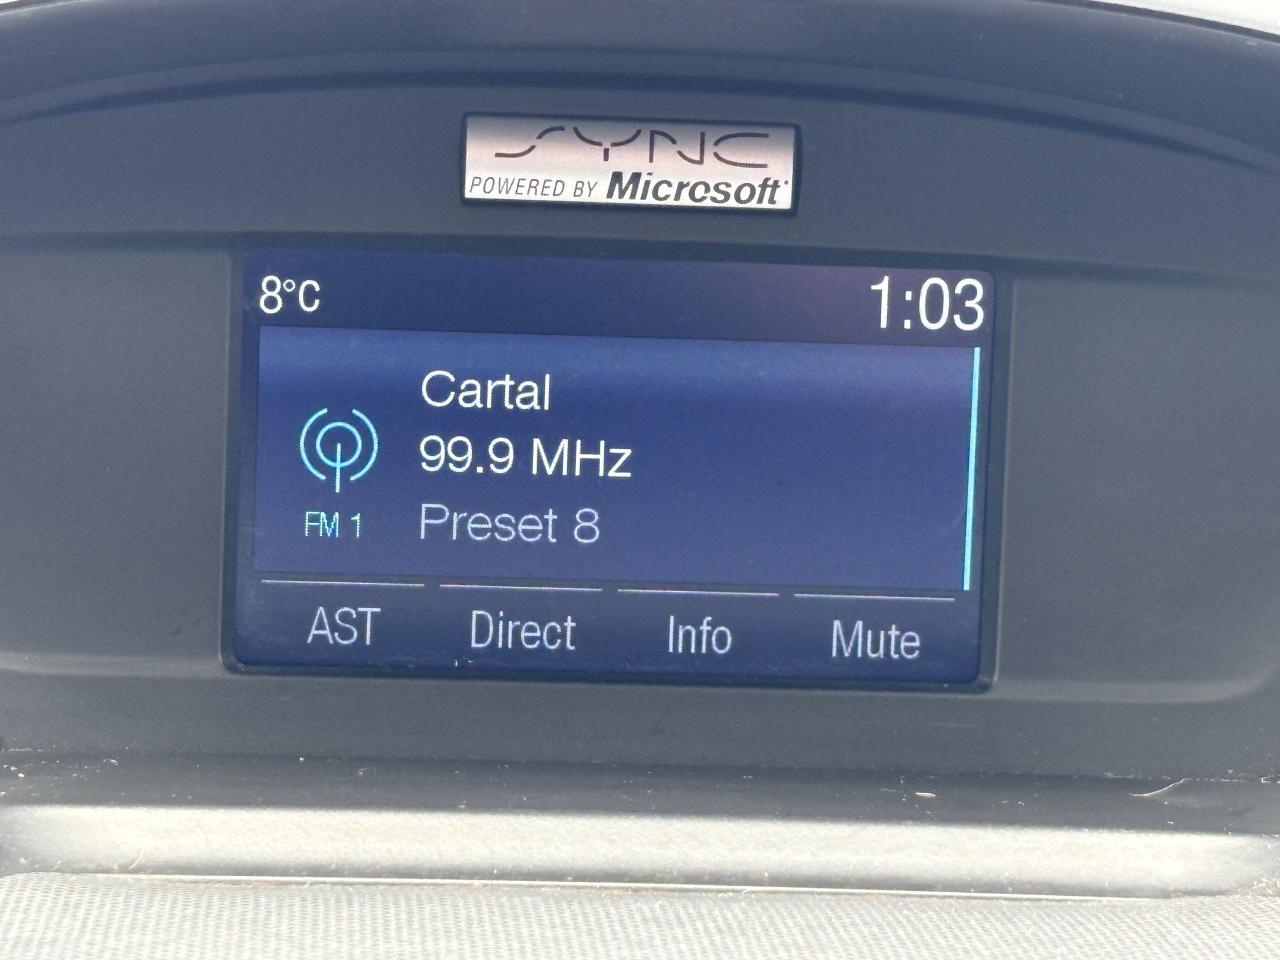 SYNC
POWERED BY Microsoft
8°C 1:03
Cartal
99.9 MHz
FM 1 Preset 8
AST Direct Info Mute